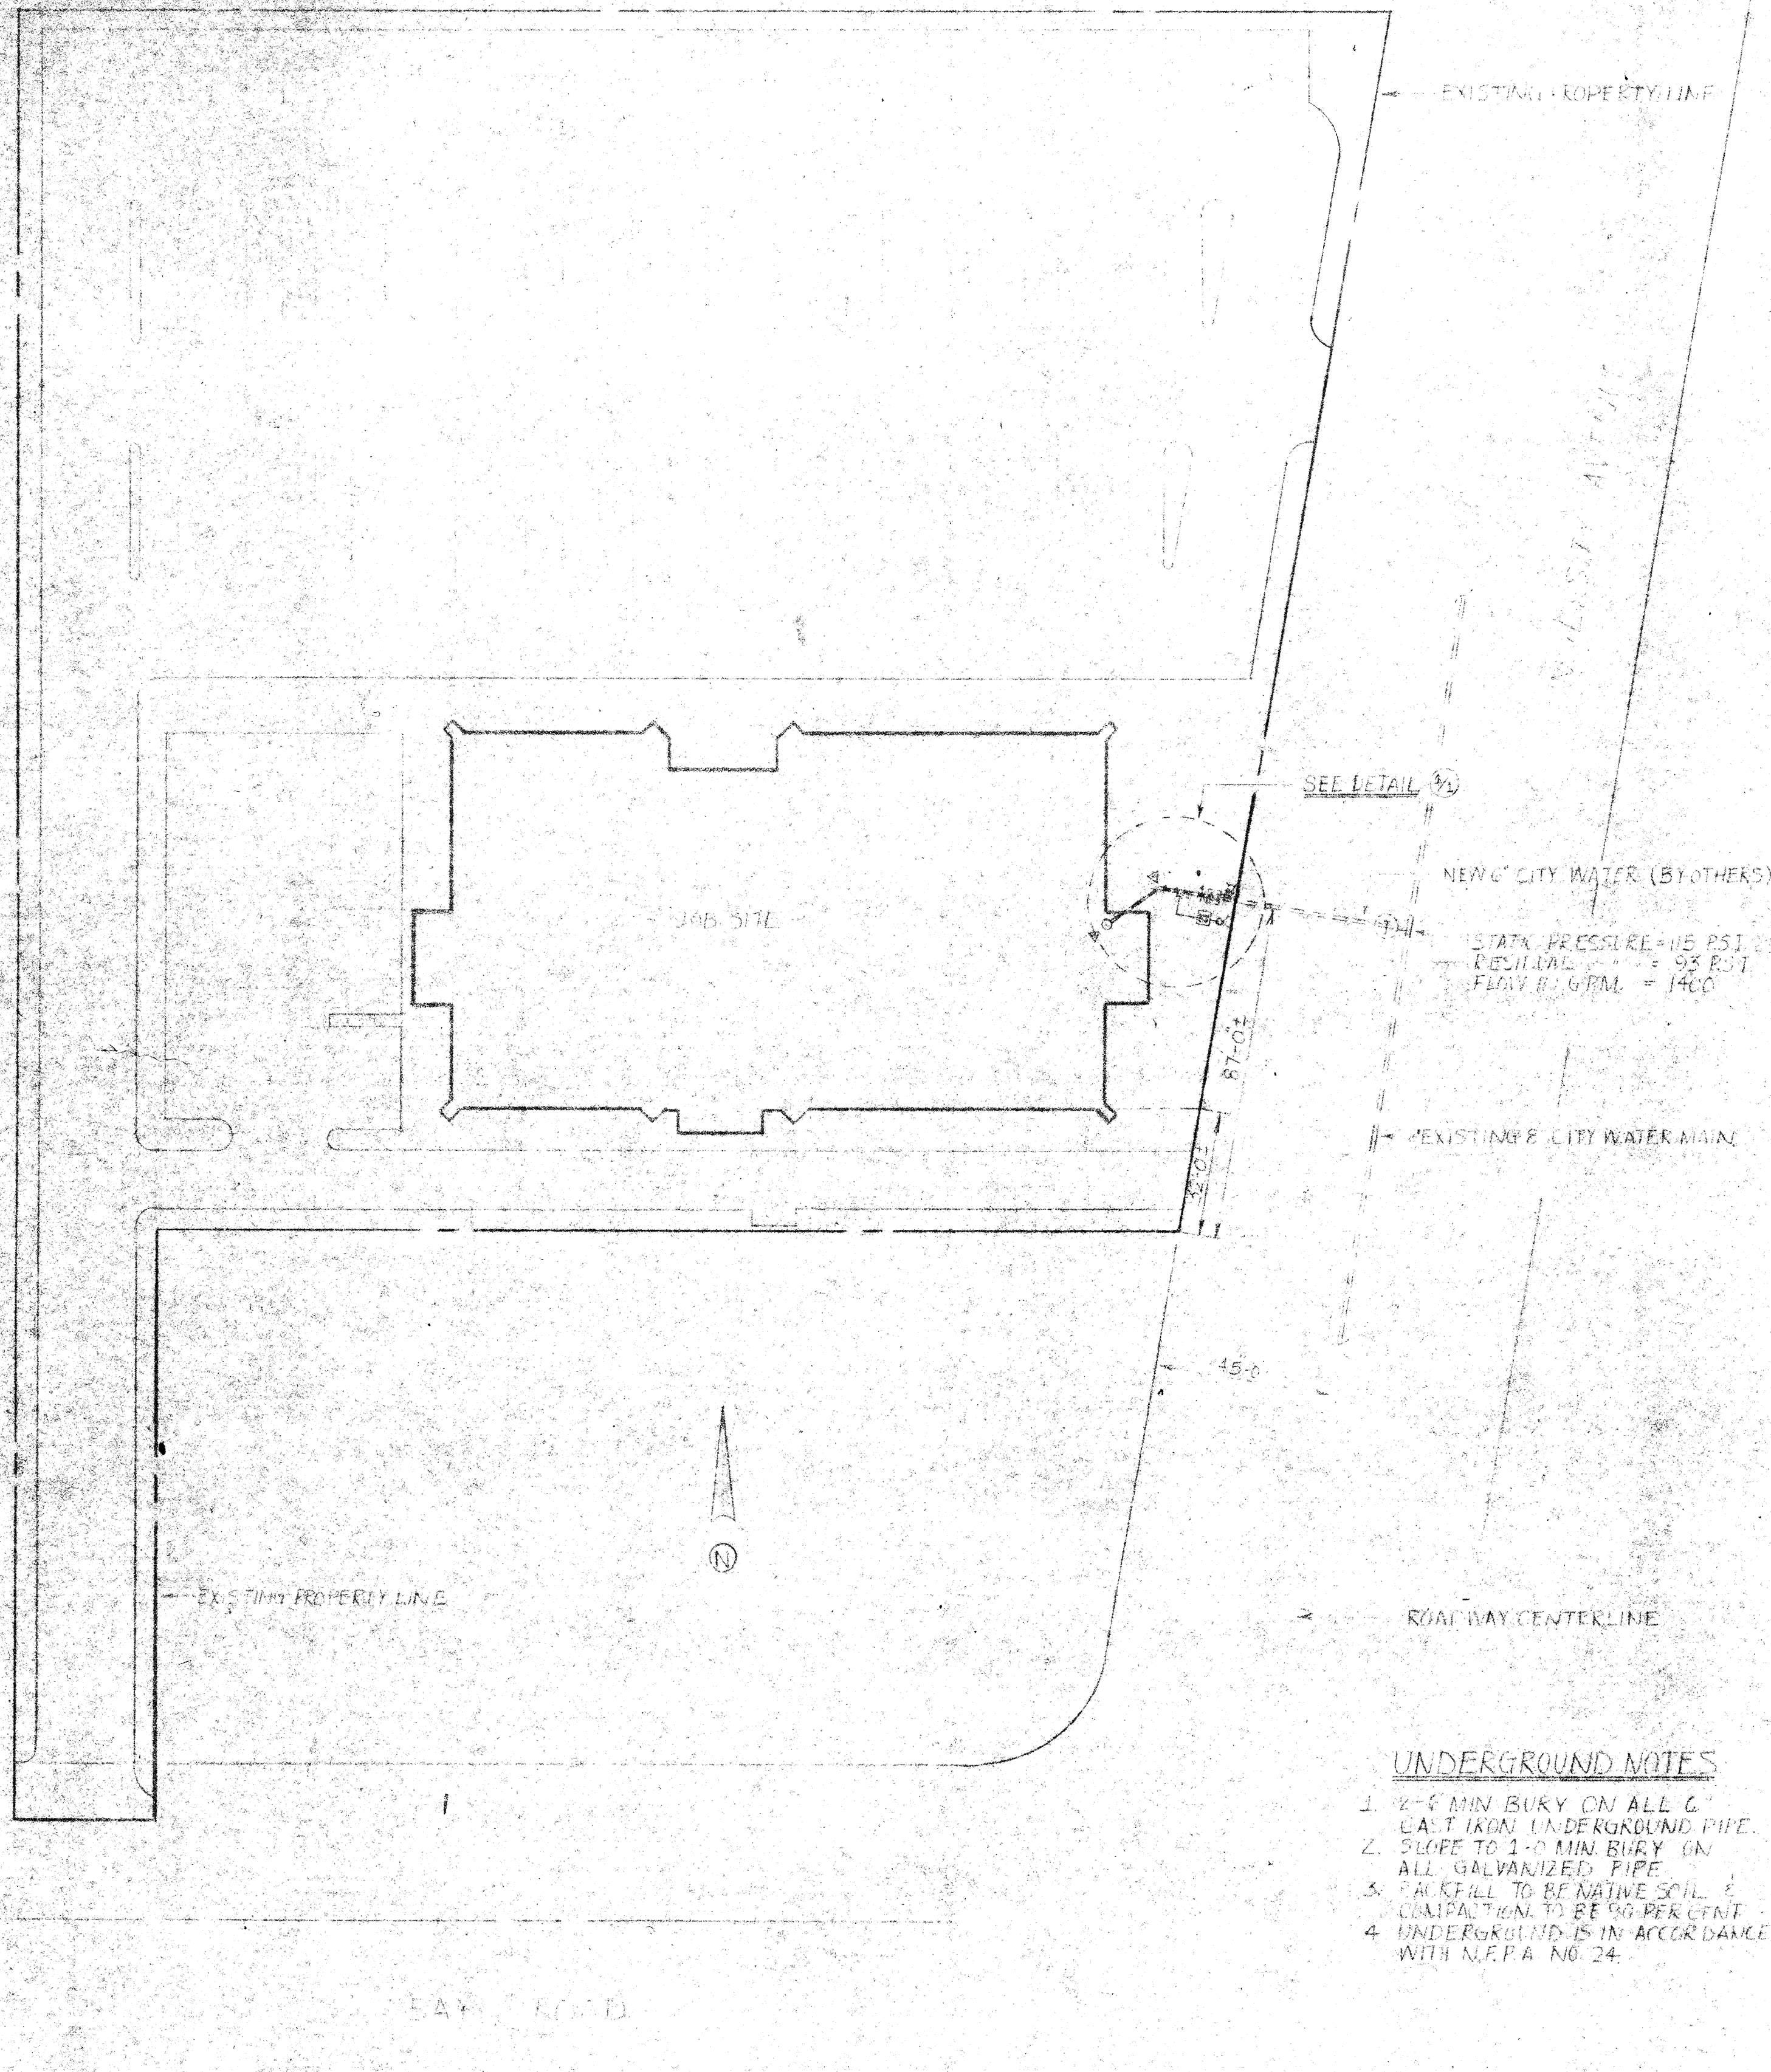 EXISTING PROPERTY LINE
SEE DETAIL
NEW 6" CITY WATER (BY OTHERS)
STATIC PRESSURE = 115 P.S.I.
RESIDUAL = 93 P.S.I.
FLOW IN G.P.M. = 1400
JOB SITE
87-0±
EXISTING 8" CITY WATER MAIN
32-0±
45-0
N
EXISTING PROPERTY LINE
ROADWAY CENTERLINE
UNDERGROUND NOTES
1. 2-6 MIN BURY ON ALL 6"
CAST IRON UNDERGROUND PIPE.
2. SLOPE TO 1-0 MIN. BURY ON
ALL GALVANIZED PIPE
3. BACKFILL TO BE NATIVE SOIL &
COMPACTION TO BE 90 PER CENT
4. UNDERGROUND IS IN ACCORDANCE
WITH N.F.P.A NO. 24.
ROAD